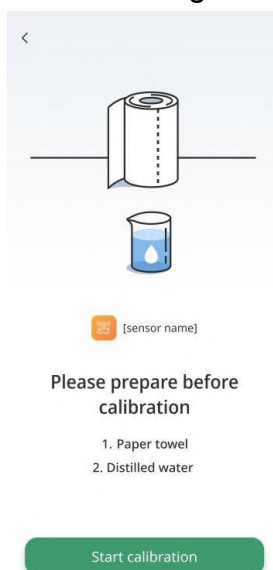 [sensor name]
Please prepare before
calibration
1. Paper towel
2. Distilled water
Start calibration